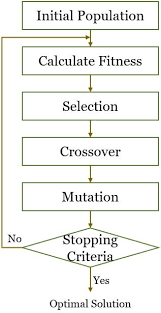 Initial Population
Calculate Fitness
Selection
Crossover
Mutation
Stopping
Criteria
No
Yes
Optimal Solution